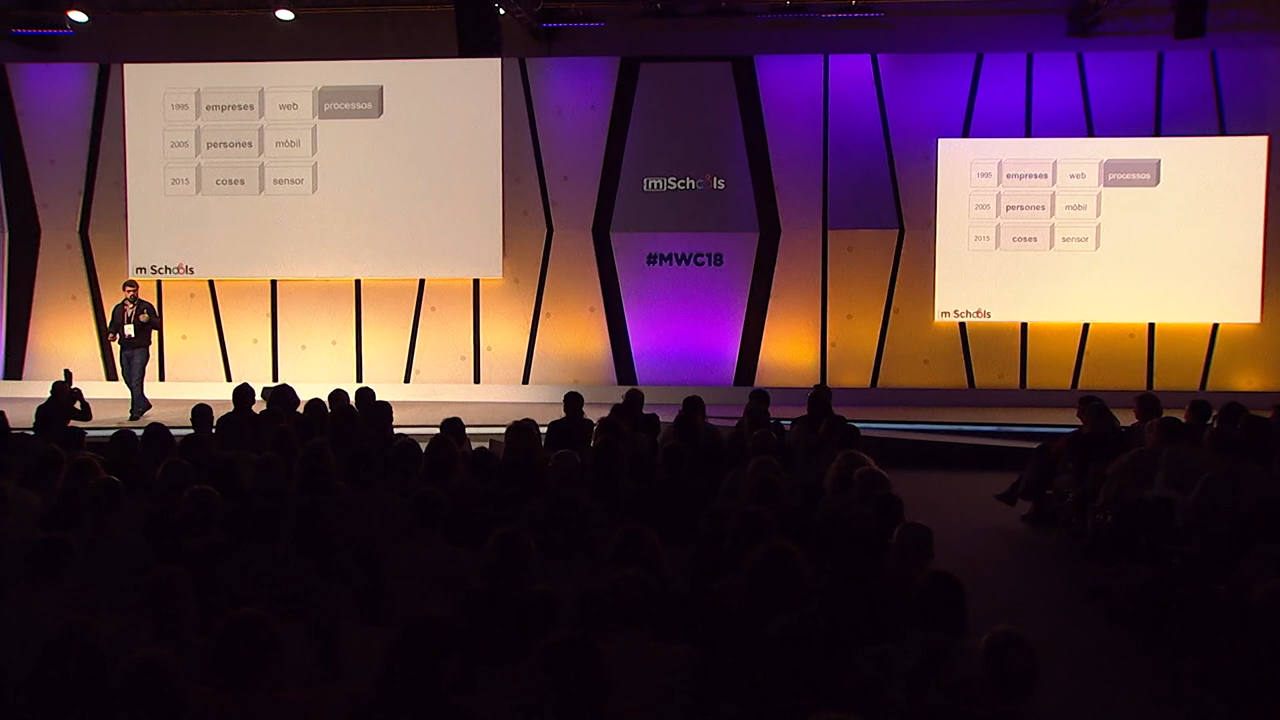 1995 empreses web processos
2005 persones mòbil
2015 coses sensor
m Schools
mSchools
#MWC18
1995 empreses web processos
2005 persones mòbil
2015 coses sensor
m Schools